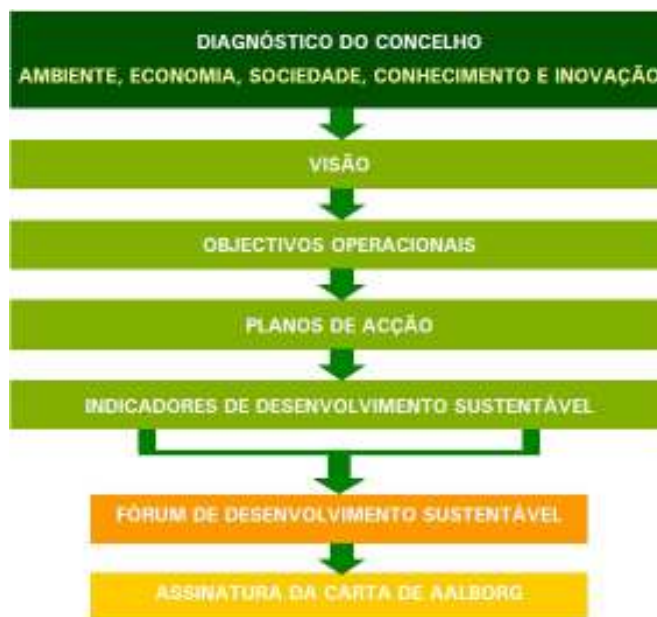 DIAGNÓSTICO DO CONCELHO
AMBIENTE, ECONOMIA, SOCIEDADE, CONHECIMENTO E INOVAÇÃO
VISÃO
OBJECTIVOS OPERACIONAIS
PLANOS DE ACÇÃO
INDICADORES DE DESENVOLVIMENTO SUSTENTÁVEL
FÓRUM DE DESENVOLVIMENTO SUSTENTÁVEL
ASSINATURA DA CARTA DE AALBORG